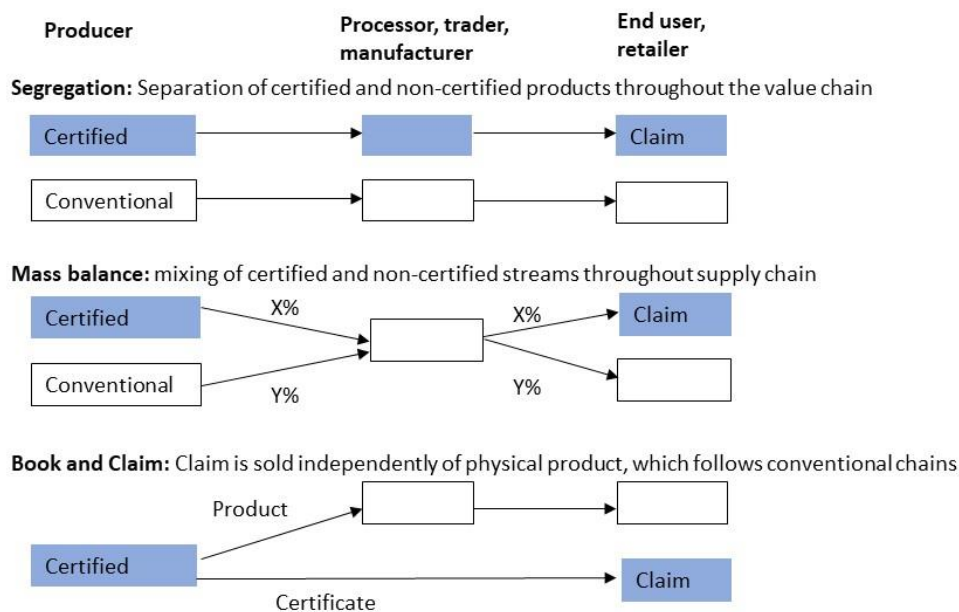 Producer
Processor, trader,
manufacturer
End user,
retailer
Segregation: Separation of certified and non-certified products throughout the value chain
Certified
Claim
Conventional
Mass balance: mixing of certified and non-certified streams throughout supply chain
Certified
X%
X%
Claim
Conventional
Y%
Y%
Book and Claim: Claim is sold independently of physical product, which follows conventional chains
Product
Certified
Claim
Certificate